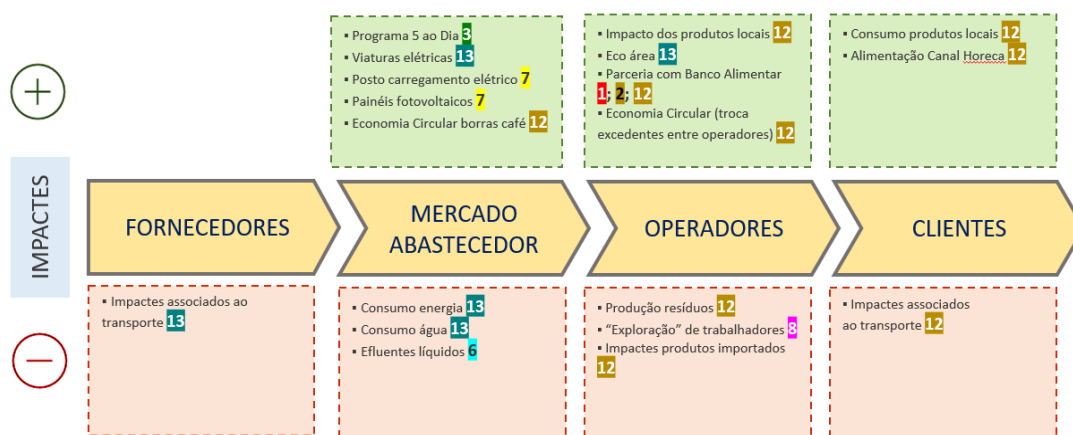 ▪ Programa 5 ao Dia 3
▪ Viaturas elétricas 13
▪ Posto carregamento elétrico 7
▪ Painéis fotovoltaicos 7
▪ Economia Circular borras café 12
▪ Impacto dos produtos locais 12
▪ Eco área 13
▪ Parceria com Banco Alimentar
1; 2; 12
▪ Economia Circular (troca
excedentes entre operadores) 12
▪ Consumo produtos locais 12
▪ Alimentação Canal Horeca 12
IMPACTES
FORNECEDORES
MERCADO
ABASTECEDOR
OPERADORES
CLIENTES
▪ Impactes associados ao
transporte 13
▪ Consumo energia 13
▪ Consumo água 13
▪ Efluentes líquidos 6
▪ Produção resíduos 12
▪ “Exploração” de trabalhadores 8
▪ Impactes produtos importados
12
▪ Impactes associados
ao transporte 12